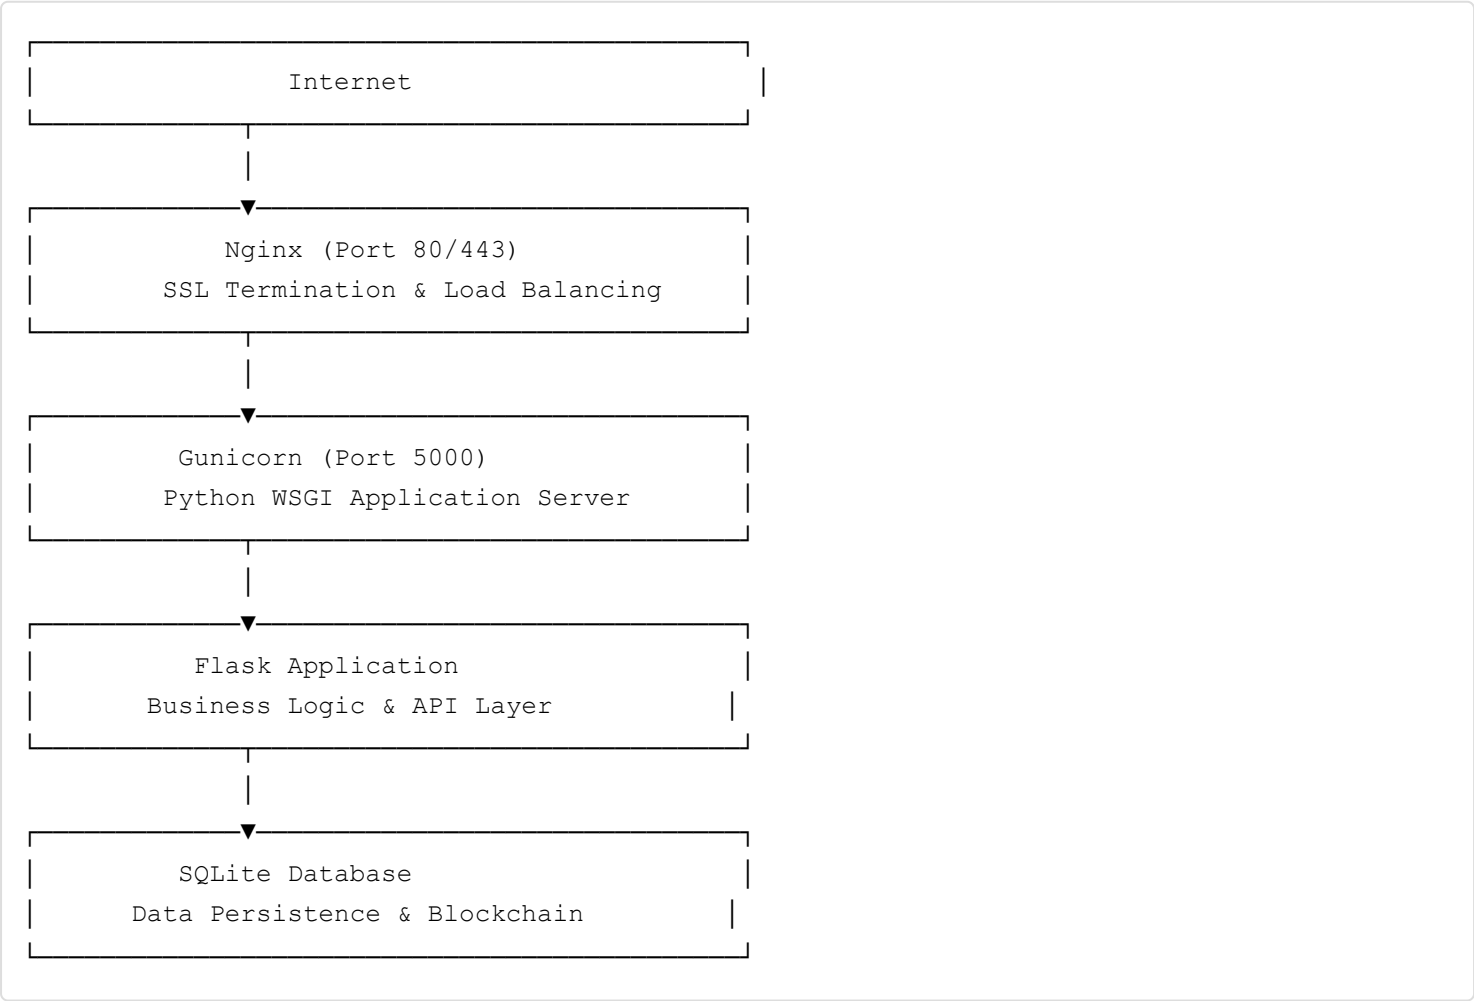 Internet
Nginx (Port 80/443)
SSL Termination & Load Balancing
Gunicorn (Port 5000)
Python WSGI Application Server
Flask Application
Business Logic & API Layer
SQLite Database
Data Persistence & Blockchain